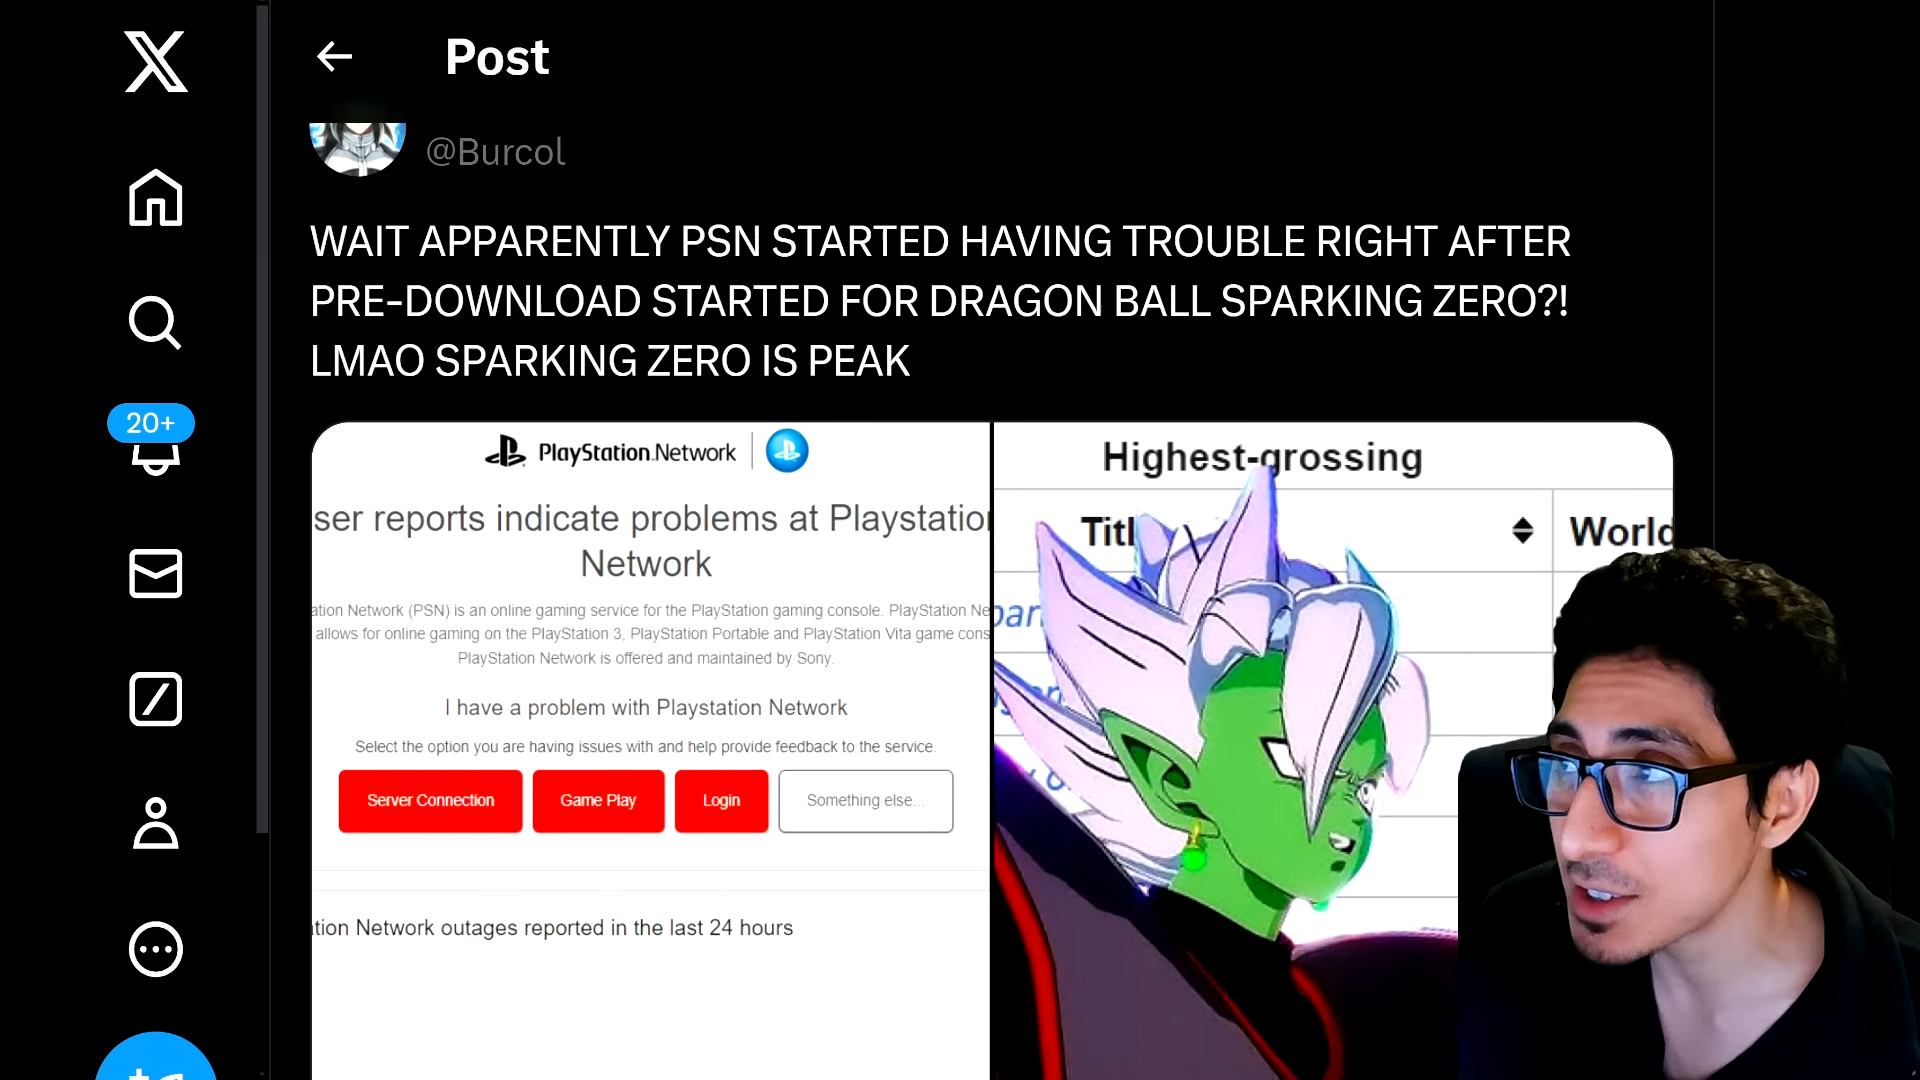 Post
@Burcol
WAIT APPARENTLY PSN STARTED HAVING TROUBLE RIGHT AFTER
PRE-DOWNLOAD STARTED FOR DRAGON BALL SPARKING ZERO?!
LMAO SPARKING ZERO IS PEAK
20+
PlayStation Network
ser reports indicate problems at Playstation
Network
ation Network (PSN) is an online gaming service for the PlayStation gaming console. PlayStation Ne
allows for online gaming on the PlayStation 3, PlayStation Portable and PlayStation Vita game cons
PlayStation Network is offered and maintained by Sony.
I have a problem with Playstation Network
Select the option you are having issues with and help provide feedback to the service.
Server Connection
Game Play
Login
Something else...
tion Network outages reported in the last 24 hours
Highest-grossing
Titl
World